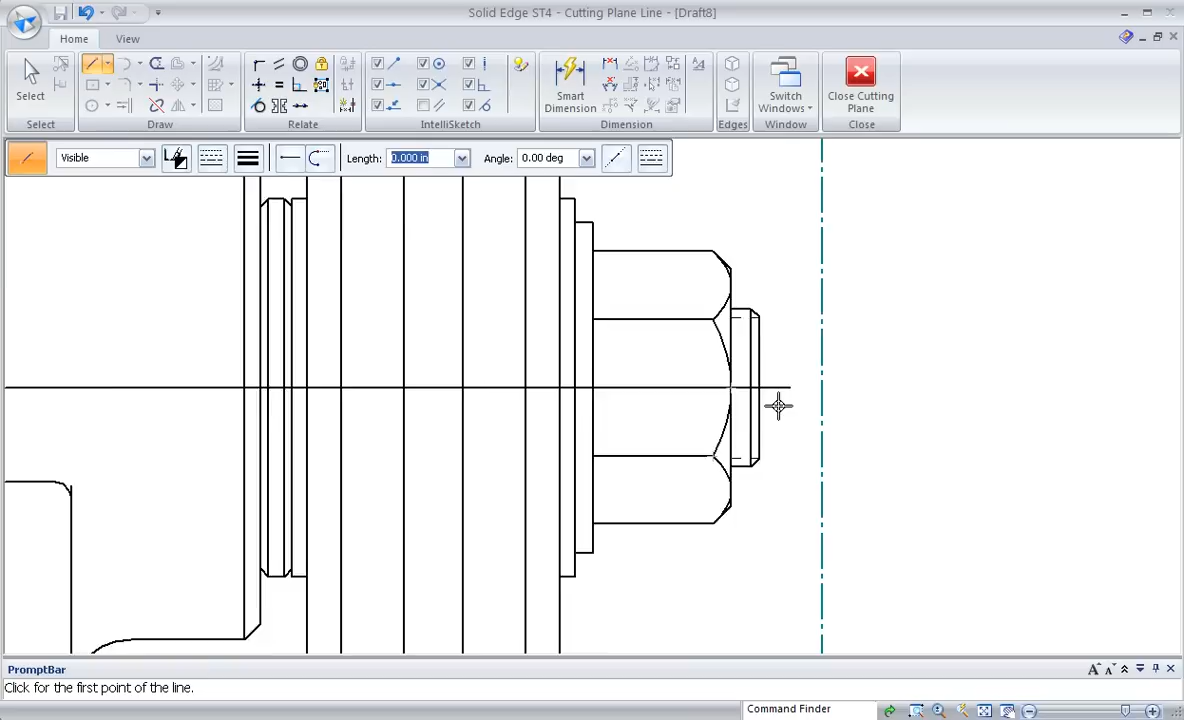 Solid Edge ST4 - Cutting Plane Line - [Draft8]
Home View
Select
Smart
Dimension
Switch
Windows
Close Cutting
Plane
Select Draw Relate IntelliSketch Dimension Edges Window Close
Visible Length: 0.000 in Angle: 0.00 deg
PromptBar
Click for the first point of the line.
Command Finder